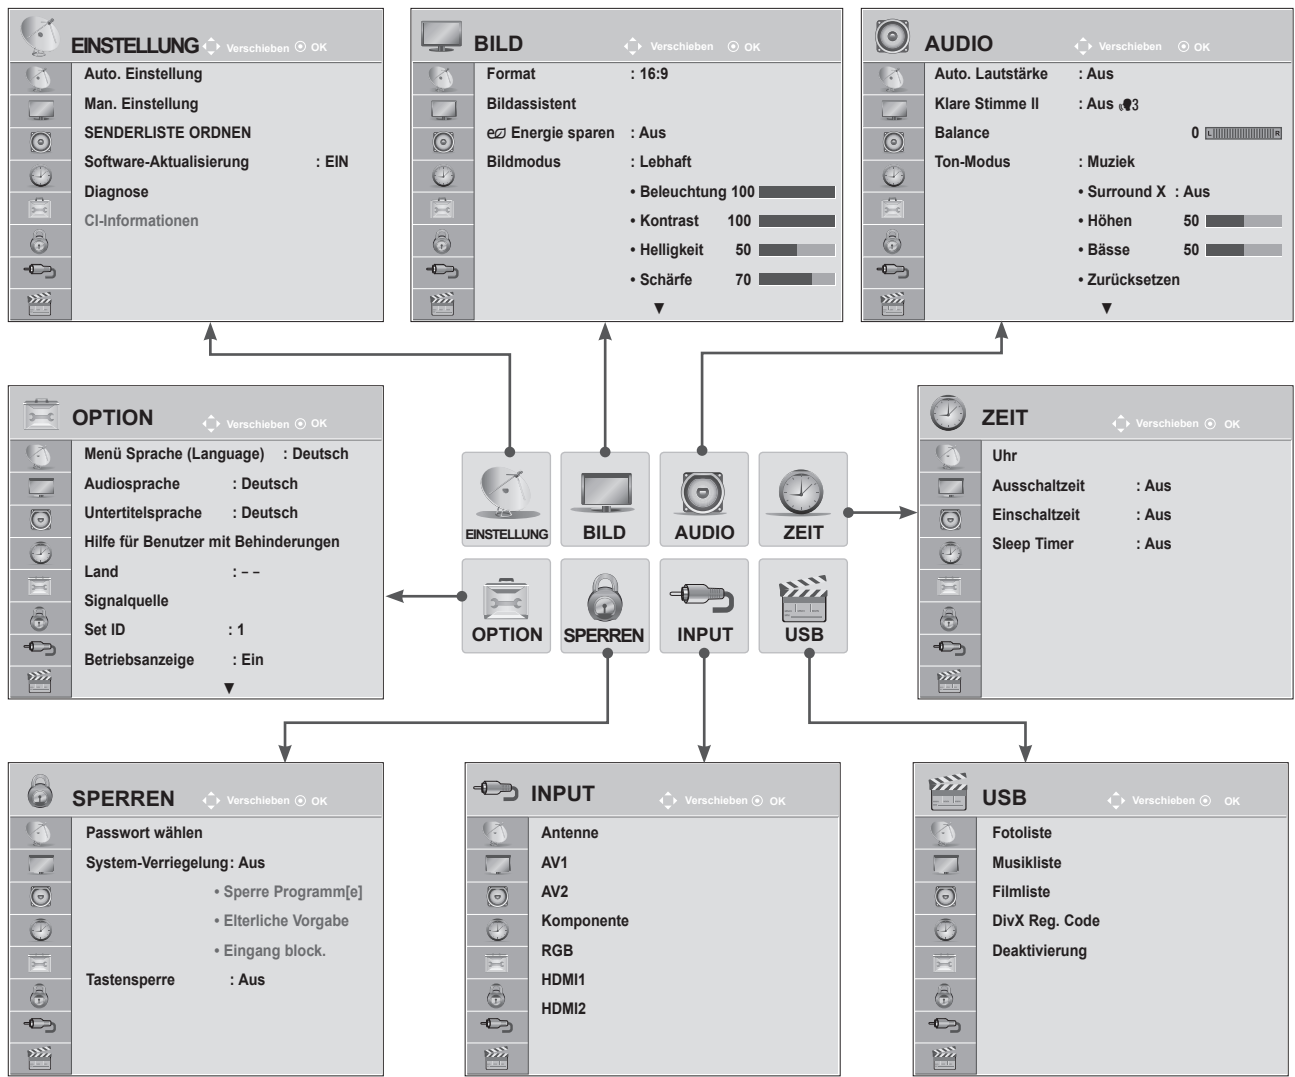 EINSTELLUNG Verschieben OK
Auto. Einstellung
Man. Einstellung
SENDERLISTE ORDNEN
Software-Aktualisierung : EIN
Diagnose
CI-Informationen
BILD Verschieben OK
Format : 16:9
Bildassistent
e Energie sparen : Aus
Bildmodus : Lebhaft
• Beleuchtung 100
• Kontrast 100
• Helligkeit 50
• Schärfe 70
▼
AUDIO Verschieben OK
Auto. Lautstärke : Aus
Klare Stimme II : Aus 3
Balance 0 L R
Ton-Modus : Muziek
• Surround X : Aus
• Höhen 50
• Bässe 50
• Zurücksetzen
▼
OPTION Verschieben OK
Menü Sprache (Language) : Deutsch
Audiosprache : Deutsch
Untertitelsprache : Deutsch
Hilfe für Benutzer mit Behinderungen
Land : – –
Signalquelle
Set ID : 1
Betriebsanzeige : Ein
▼
EINSTELLUNG
BILD
AUDIO
ZEIT
OPTION
SPERREN
INPUT
USB
ZEIT Verschieben OK
Uhr
Ausschaltzeit : Aus
Einschaltzeit : Aus
Sleep Timer : Aus
SPERREN Verschieben OK
Passwort wählen
System-Verriegelung: Aus
• Sperre Programm[e]
• Elterliche Vorgabe
• Eingang block.
Tastensperre : Aus
INPUT Verschieben OK
Antenne
AV1
AV2
Komponente
RGB
HDMI1
HDMI2
USB Verschieben OK
Fotoliste
Musikliste
Filmliste
DivX Reg. Code
Deaktivierung